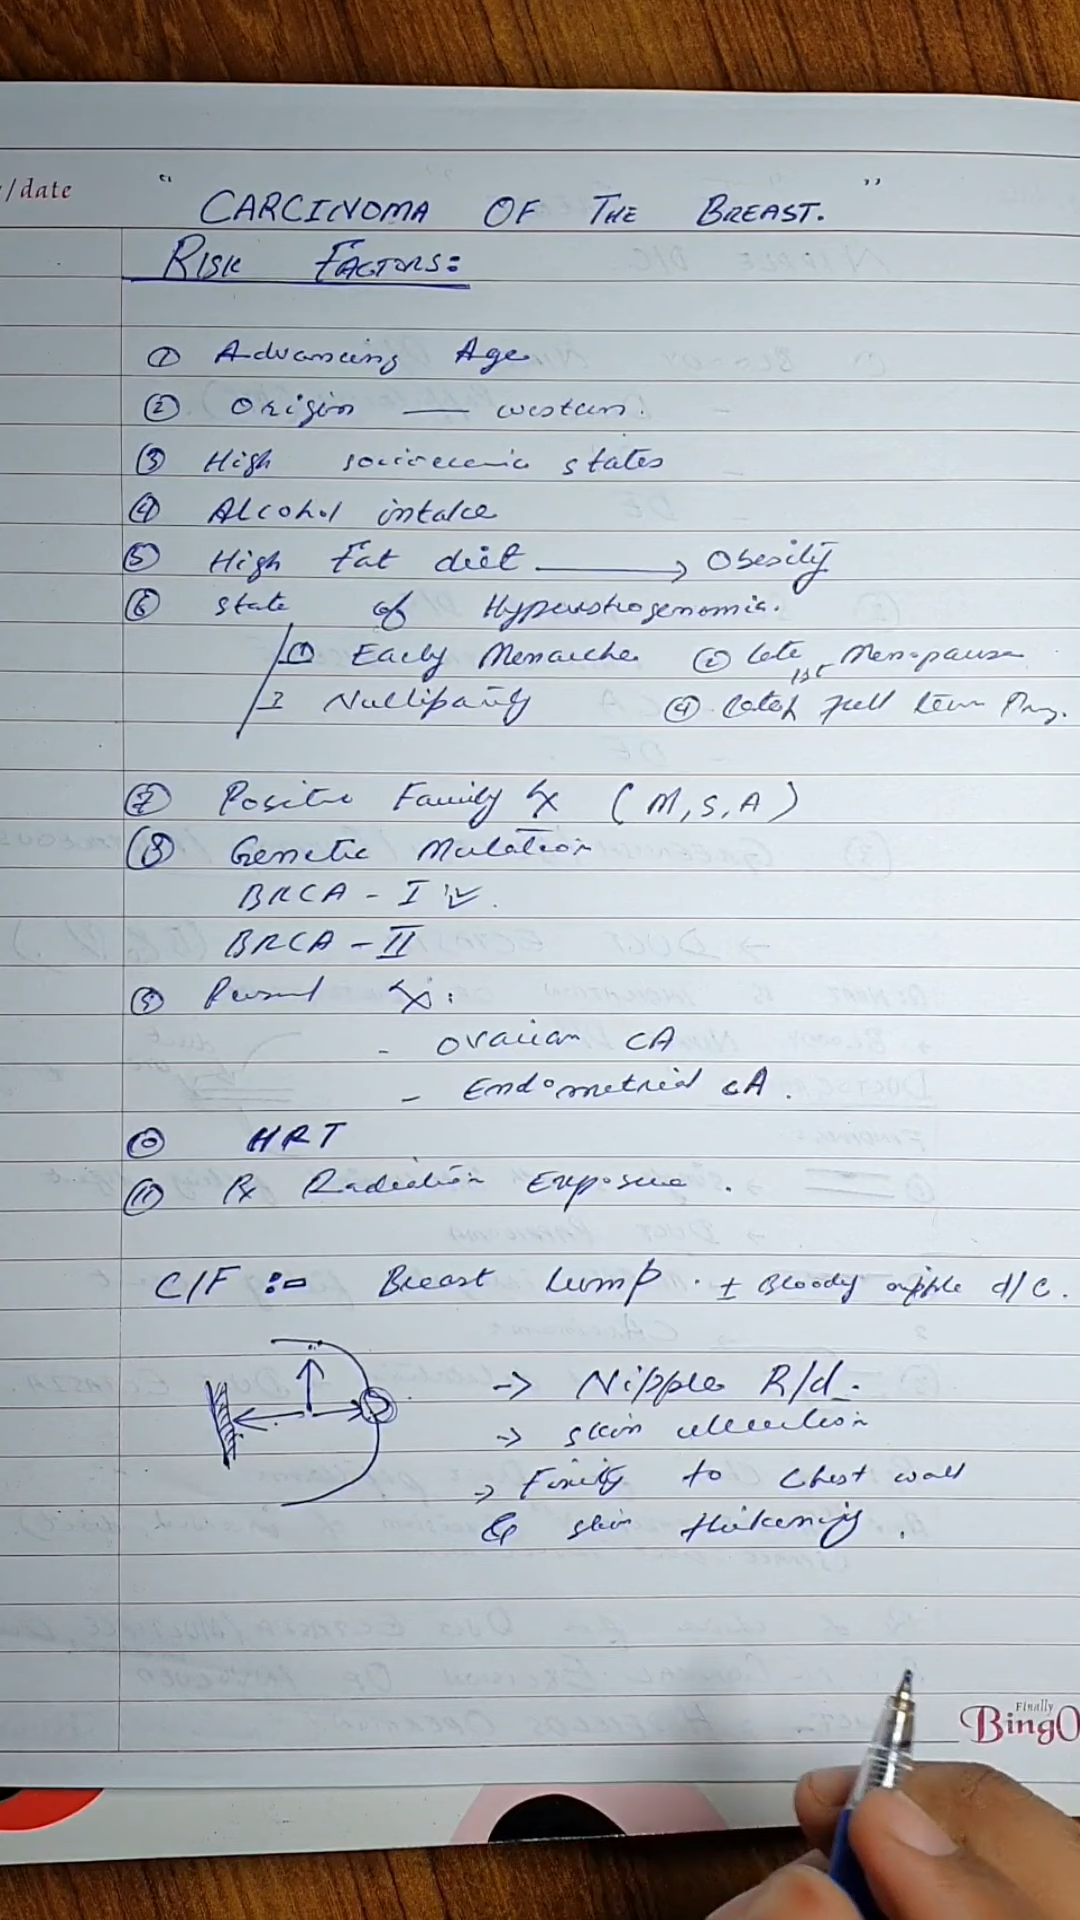 /date
" CARCINOMA OF THE BREAST. "
RISK FACTORS:
① Advancing Age
② Origin — western.
③ High socioeconomic states
④ Alcohol intake
⑤ High Fat diet → Obesity
⑥ State of Hyperestrogenomia.
① Early Menarche ② Late Menopause
I Nulliparity ④ Late 1st full term Preg.
⑦ Positive Family Hx (M, S, A)
⑧ Genetic Mutation
BRCA - I ✓.
BRCA - II
⑨ Personal Hx:
- Ovarian CA
- Endometrial CA.
⑩ HRT
⑪ Rx Radiation Exposure.
C/F :- Breast Lump. ± Bloody nipple d/c.
→ Nipple R/d.
→ skin
→ Fixity to Chest wall
& skin thickening.
Finally
BingO